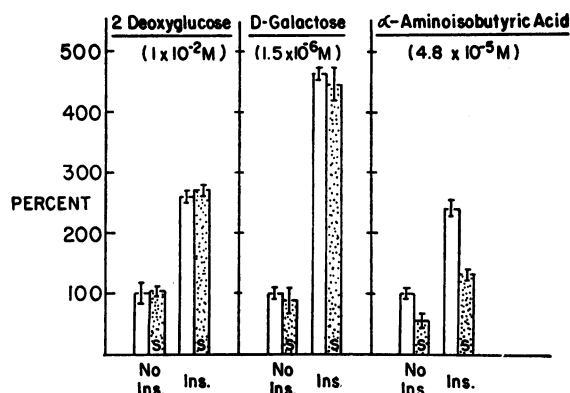 2 Deoxyglucose D-Galactose α-Aminoisobutyric Acid
(1 x 10⁻²M) (1.5 x 10⁻⁶M) (4.8 x 10⁻⁵M)
500
400
300
PERCENT
200
100
S S S S S S
No Ins. Ins. No Ins. Ins. No Ins. Ins.